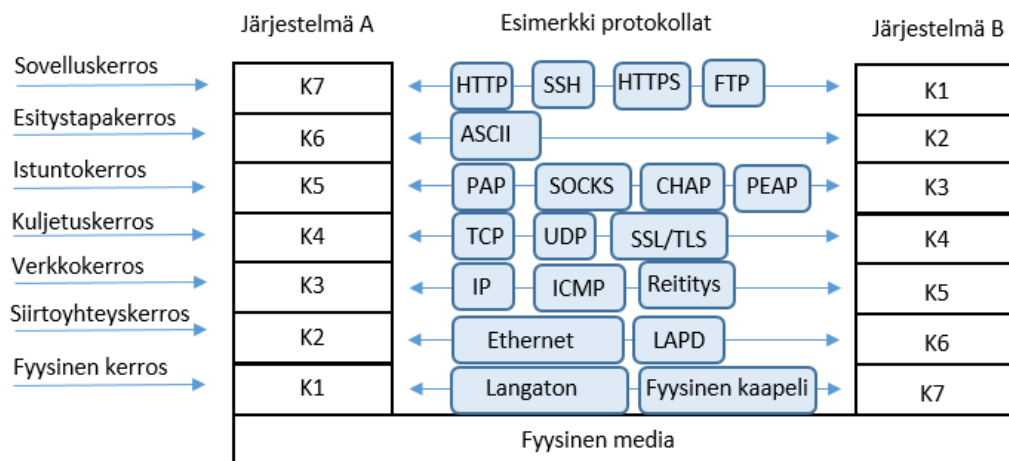 Järjestelmä A Esimerkki protokollat Järjestelmä B
Sovelluskerros K7 HTTP SSH HTTPS FTP K1
Esitystapakerros K6 ASCII K2
Istuntokerros K5 PAP SOCKS CHAP PEAP K3
Kuljetuskerros K4 TCP UDP SSL/TLS K4
Verkkokerros K3 IP ICMP Reititys K5
Siirtoyhteyskerros K2 Ethernet LAPD K6
Fyysinen kerros K1 Langaton Fyysinen kaapeli K7
Fyysinen media